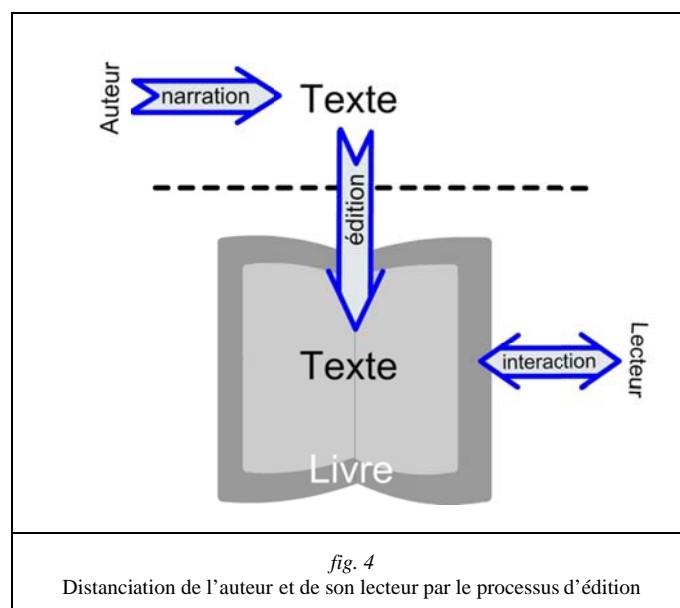 Auteur
narration
Texte
édition
Texte
Livre
interaction
Lecteur
fig. 4
Distanciation de l’auteur et de son lecteur par le processus d’édition